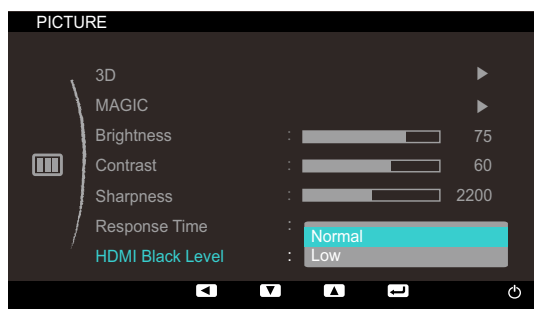 PICTURE
3D
MAGIC
Brightness : 75
Contrast : 60
Sharpness : 2200
Response Time :
Normal
HDMI Black Level : Low